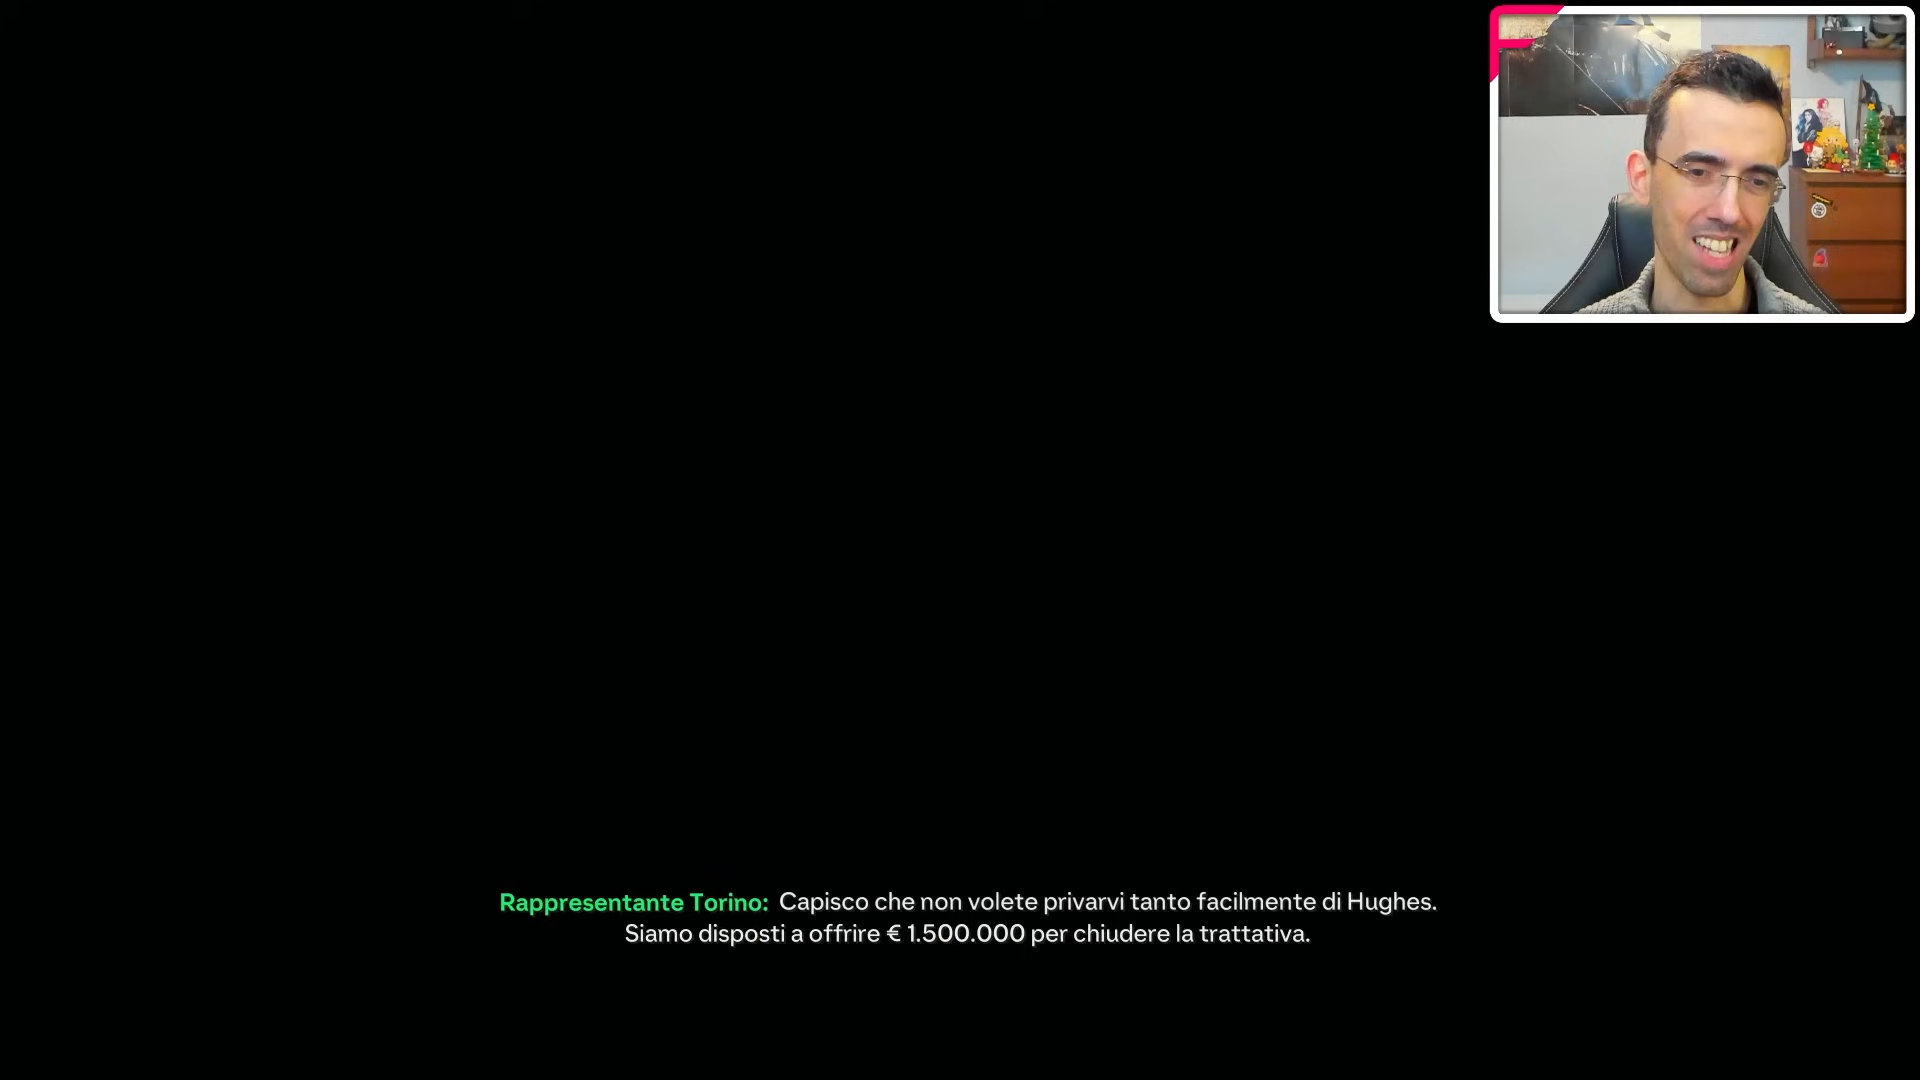 Rappresentante Torino: Capisco che non volete privarvi tanto facilmente di Hughes.
Siamo disposti a offrire € 1.500.000 per chiudere la trattativa.